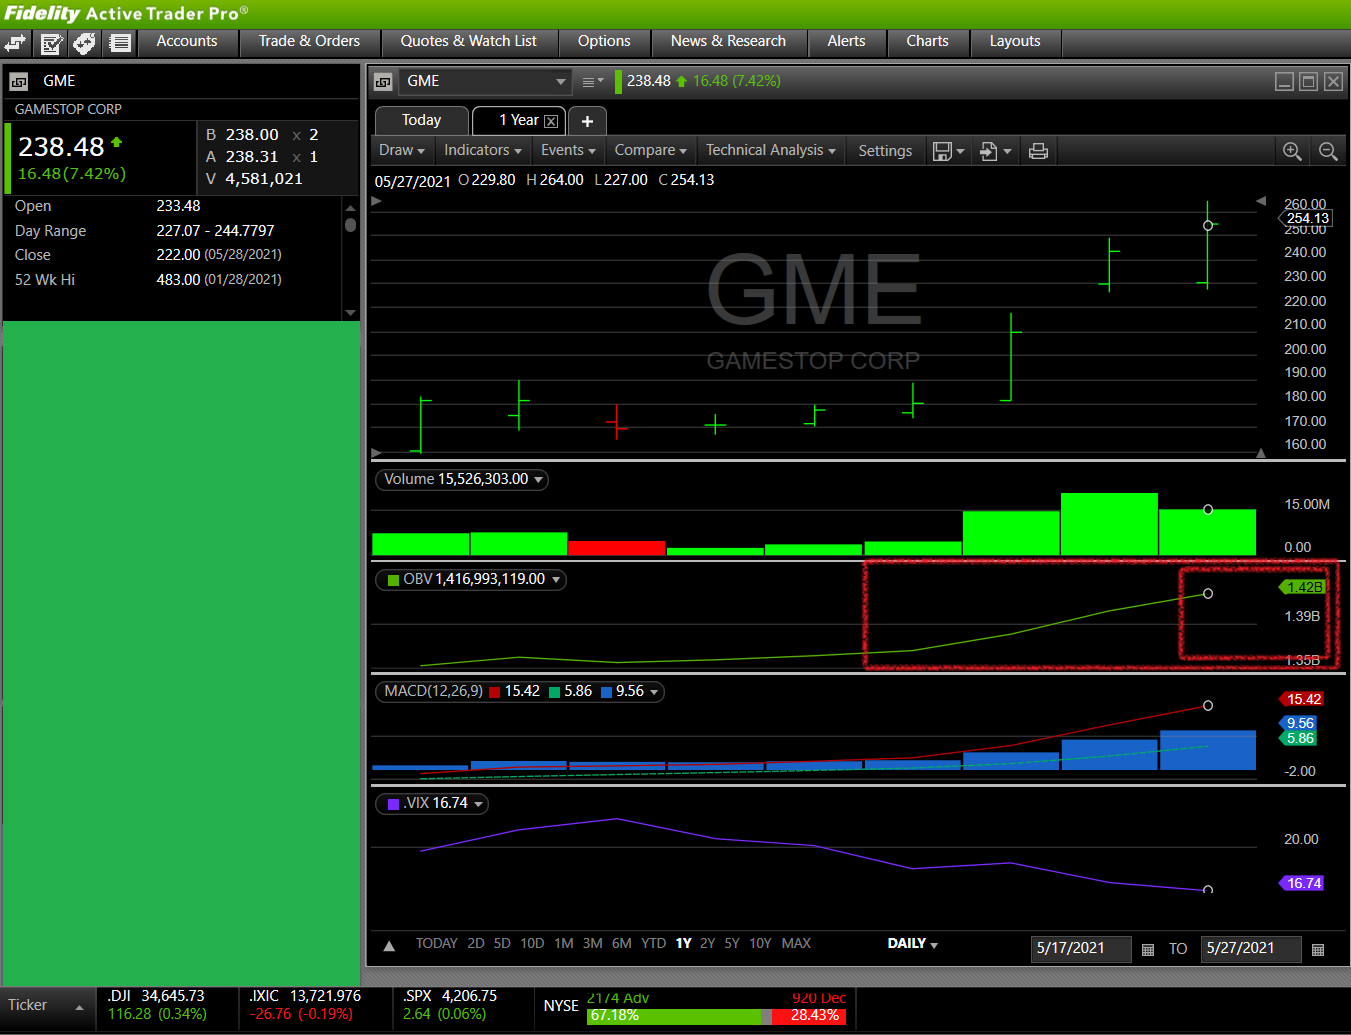 Fidelity Active Trader Pro®
Accounts Trade & Orders Quotes & Watch List Options News & Research Alerts Charts Layouts
GME
GAMESTOP CORP
238.48
16.48 (7.42%)
B 238.00 x 2
A 238.31 x 1
V 4,581,021
Open 233.48
Day Range 227.07 - 244.7797
Close 222.00 (05/28/2021)
52 Wk Hi 483.00 (01/28/2021)
GME 238.48 16.48 (7.42%)
Today 1 Year +
Draw Indicators Events Compare Technical Analysis Settings
05/27/2021 O 229.80 H 264.00 L 227.00 C 254.13
GME
GAMESTOP CORP
260.00
254.13
250.00
240.00
230.00
220.00
210.00
200.00
190.00
180.00
170.00
160.00
Volume 15,526,303.00
15.00M
0.00
OBV 1,416,993,119.00
1.42B
1.39B
1.35B
MACD(12,26,9) 15.42 5.86 9.56
15.42
9.56
5.86
-2.00
.VIX 16.74
20.00
16.74
TODAY 2D 5D 10D 1M 3M 6M YTD 1Y 2Y 5Y 10Y MAX DAILY 5/17/2021 TO 5/27/2021
Ticker
.DJI 34,645.73
116.28 (0.34%)
.IXIC 13,721.976
-26.76 (-0.19%)
.SPX 4,206.75
2.64 (0.06%)
NYSE
2174 Adv 920 Dec
67.18% 28.43%